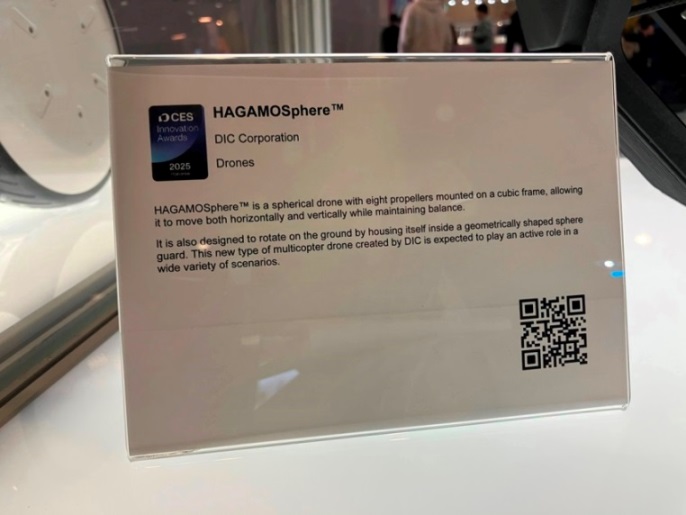 CES
Innovation
Awards
2025
HAGAMOSphere™
DIC Corporation
Drones
HAGAMOSphere™ is a spherical drone with eight propellers mounted on a cubic frame, allowing
it to move both horizontally and vertically while maintaining balance.
It is also designed to rotate on the ground by housing itself inside a geometrically shaped sphere
guard. This new type of multicopter drone created by DIC is expected to play an active role in a
wide variety of scenarios.